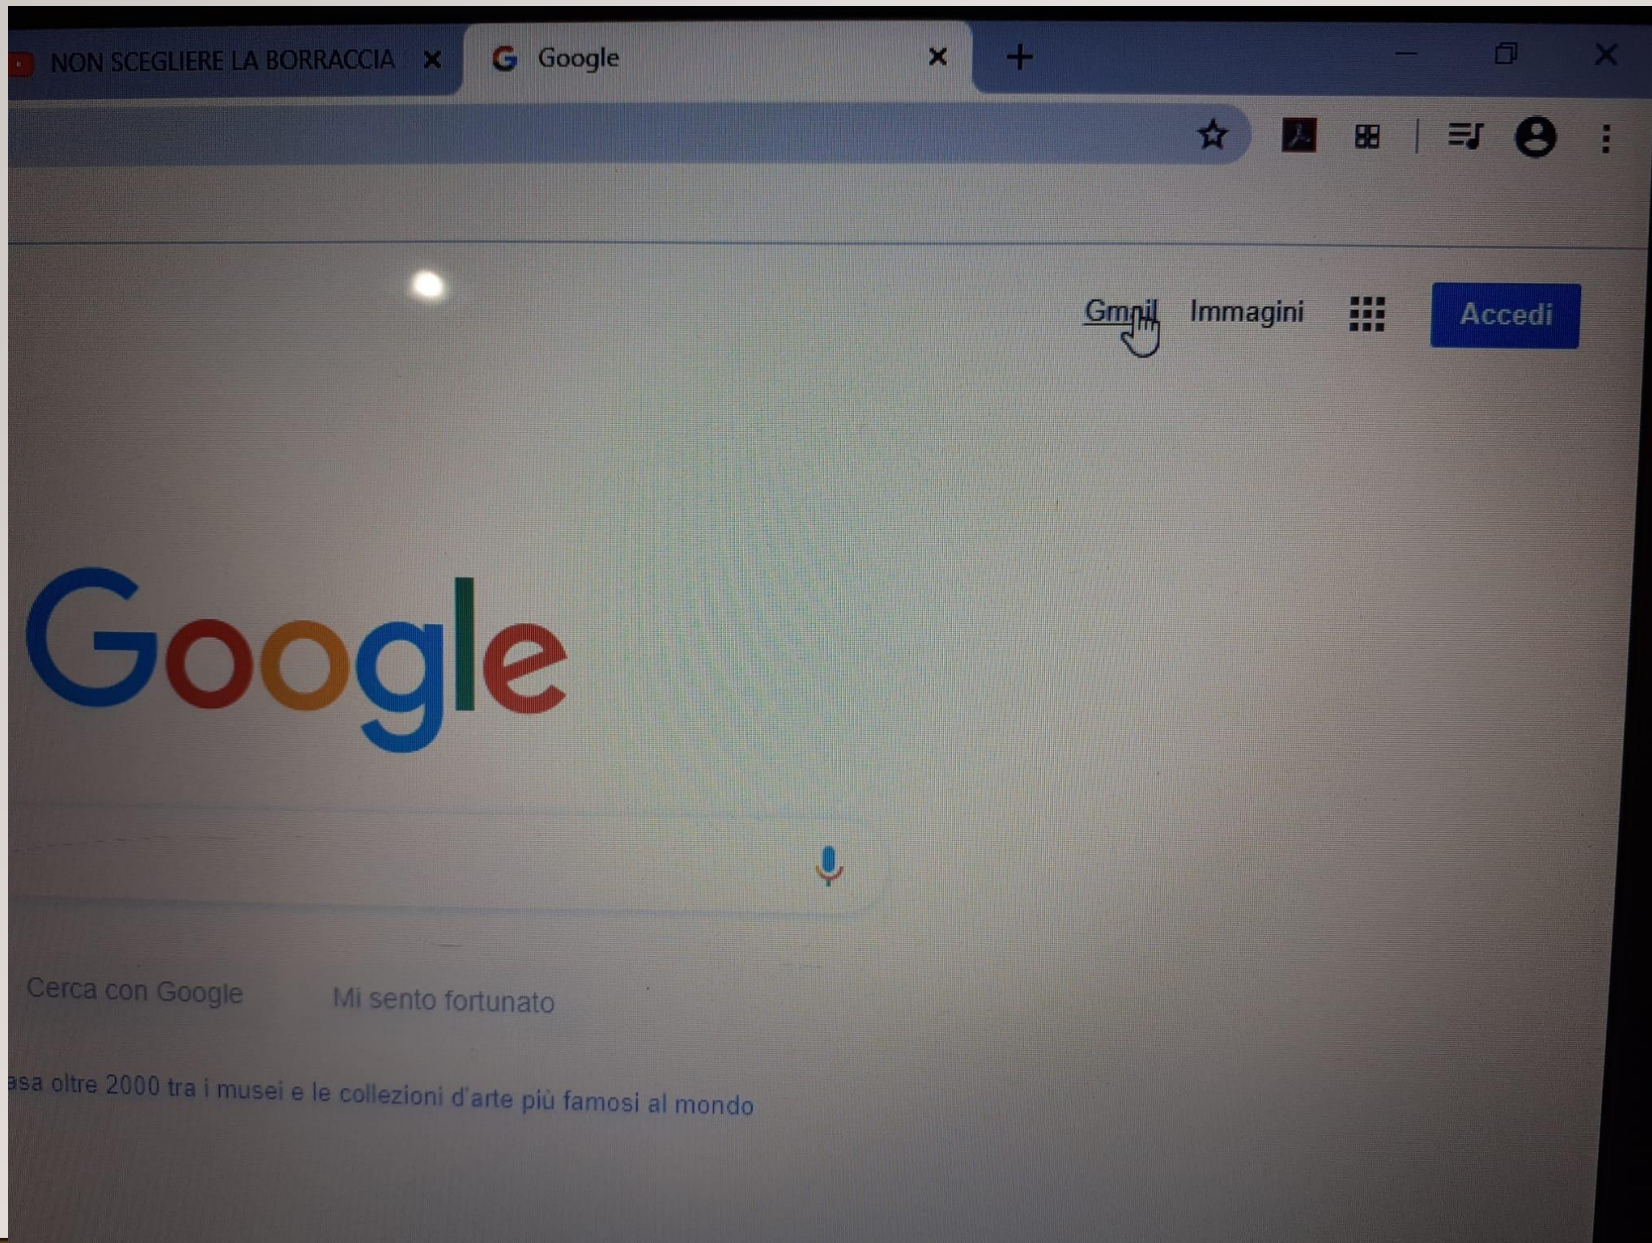 NON SCEGLIERE LA BORRACCIA
Google
Gmail Immagini Accedi
Google
Cerca con Google Mi sento fortunato
asa oltre 2000 tra i musei e le collezioni d'arte più famosi al mondo